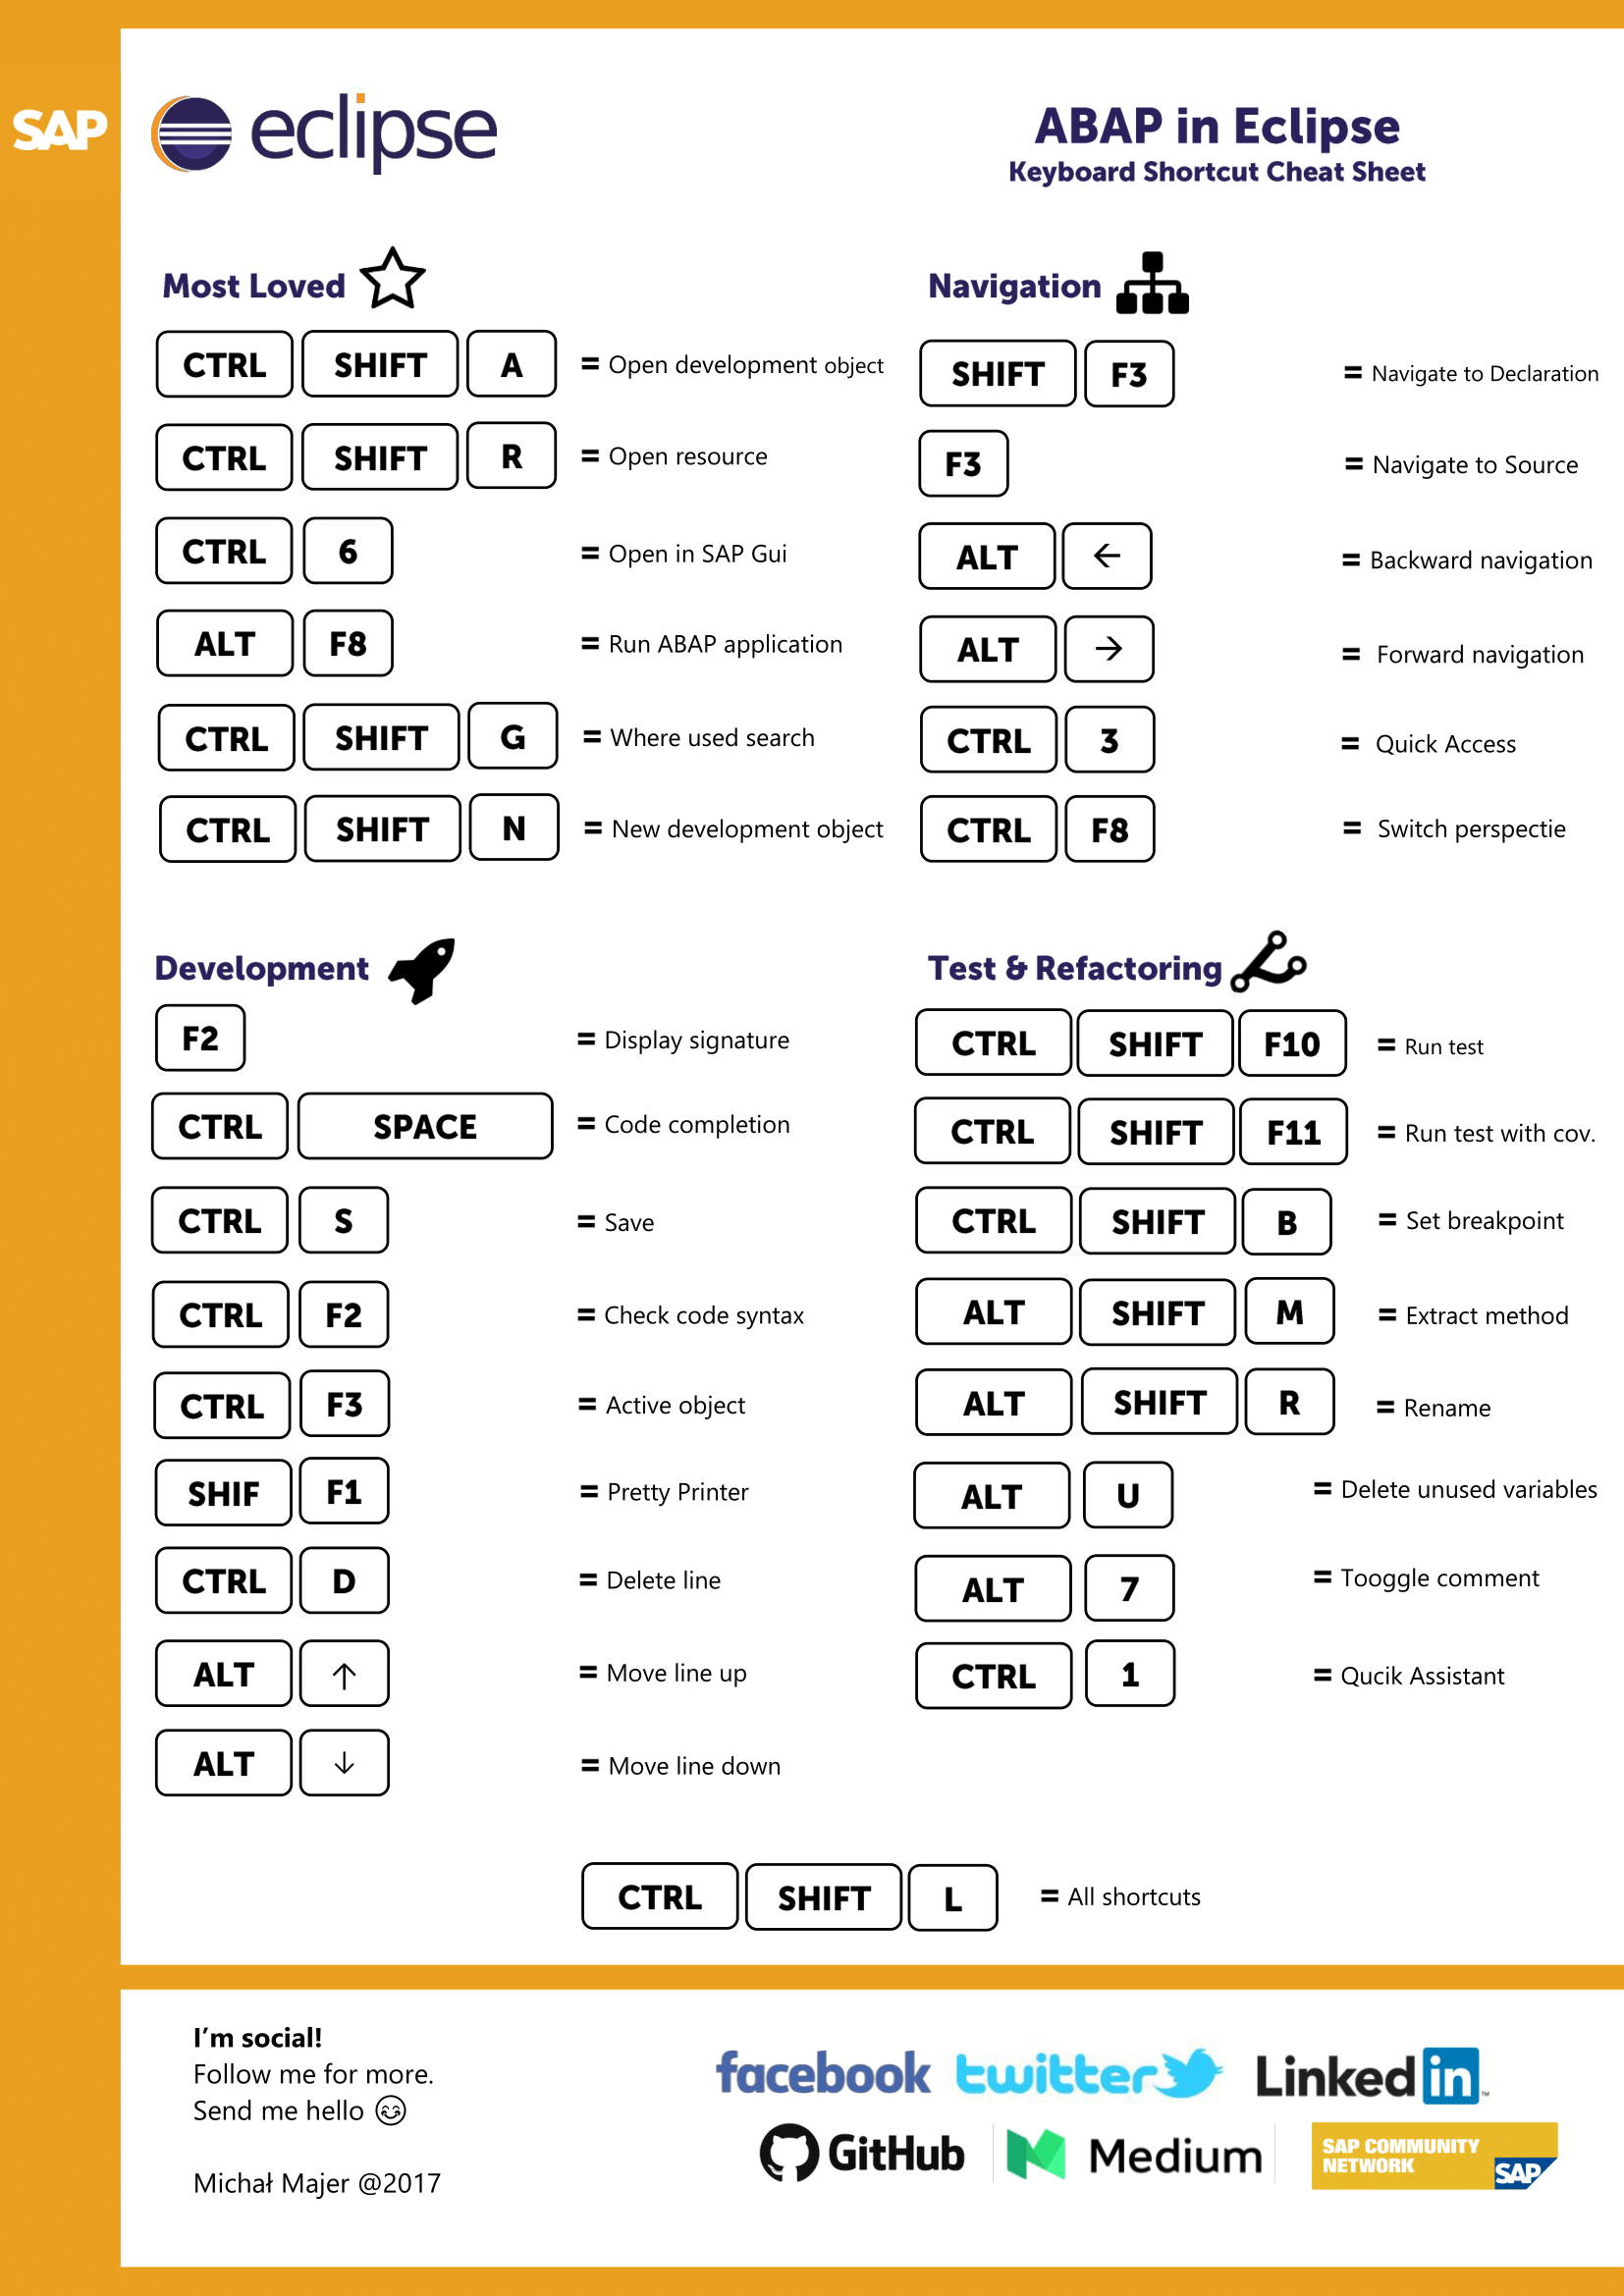 SAP
eclipse
ABAP in Eclipse
Keyboard Shortcut Cheat Sheet
Most Loved
CTRL SHIFT A = Open development object
CTRL SHIFT R = Open resource
CTRL 6 = Open in SAP Gui
ALT F8 = Run ABAP application
CTRL SHIFT G = Where used search
CTRL SHIFT N = New development object
Navigation
SHIFT F3 = Navigate to Declaration
F3 = Navigate to Source
ALT ← = Backward navigation
ALT → = Forward navigation
CTRL 3 = Quick Access
CTRL F8 = Switch perspectie
Development
F2 = Display signature
CTRL SPACE = Code completion
CTRL S = Save
CTRL F2 = Check code syntax
CTRL F3 = Active object
SHIF F1 = Pretty Printer
CTRL D = Delete line
ALT ↑ = Move line up
ALT ↓ = Move line down
Test & Refactoring
CTRL SHIFT F10 = Run test
CTRL SHIFT F11 = Run test with cov.
CTRL SHIFT B = Set breakpoint
ALT SHIFT M = Extract method
ALT SHIFT R = Rename
ALT U = Delete unused variables
ALT 7 = Tooggle comment
CTRL 1 = Qucik Assistant
CTRL SHIFT L = All shortcuts
I'm social!
Follow me for more.
Send me hello 😊
Michał Majer @2017
facebook twitter Linked in ™
GitHub Medium
SAP COMMUNITY
NETWORK
SAP